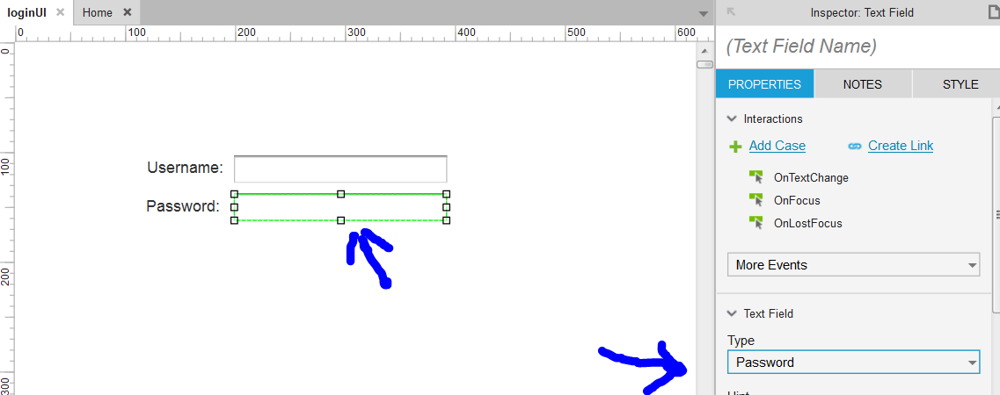 loginUI
Home
0 100 200 300 400 500 600
0
100
200
300
Username:
Password:
Inspector: Text Field
(Text Field Name)
PROPERTIES NOTES STYLE
Interactions
Add Case Create Link
OnTextChange
OnFocus
OnLostFocus
More Events
Text Field
Type
Password